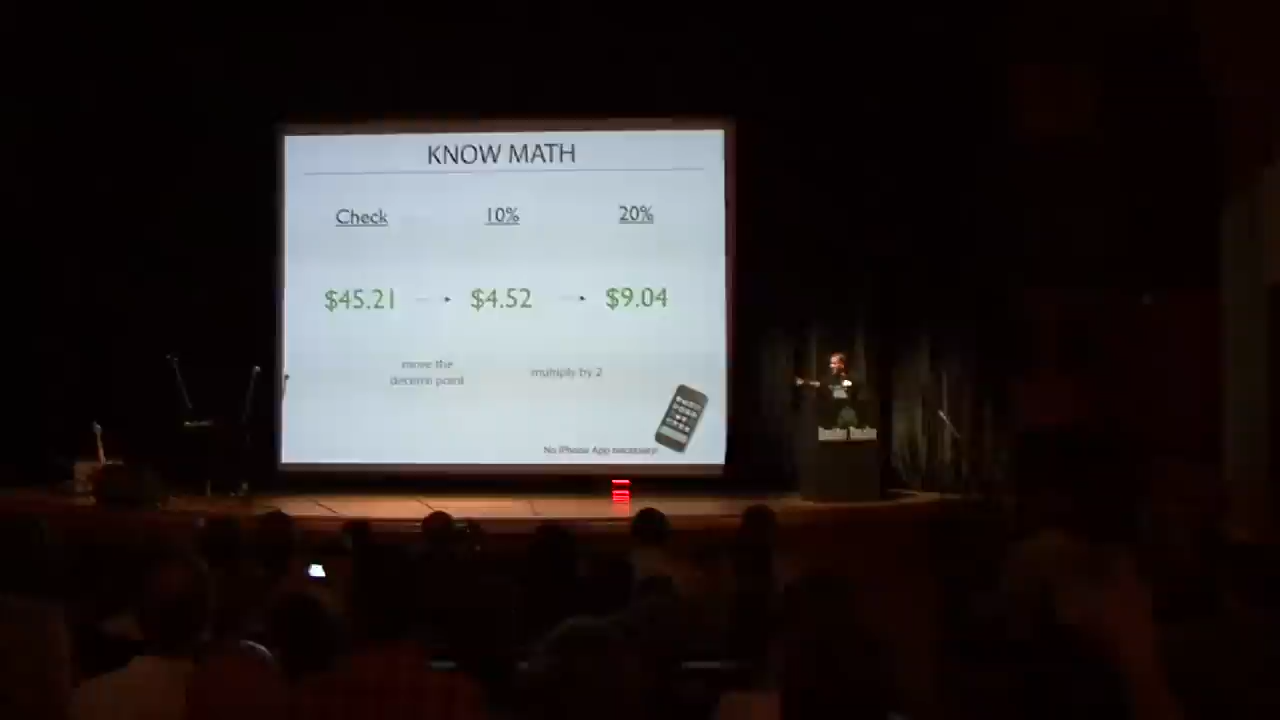 KNOW MATH
Check 10% 20%
$45.21 $4.52 $9.04
move the
decimal point
multiply by 2
No iPhone App necessary